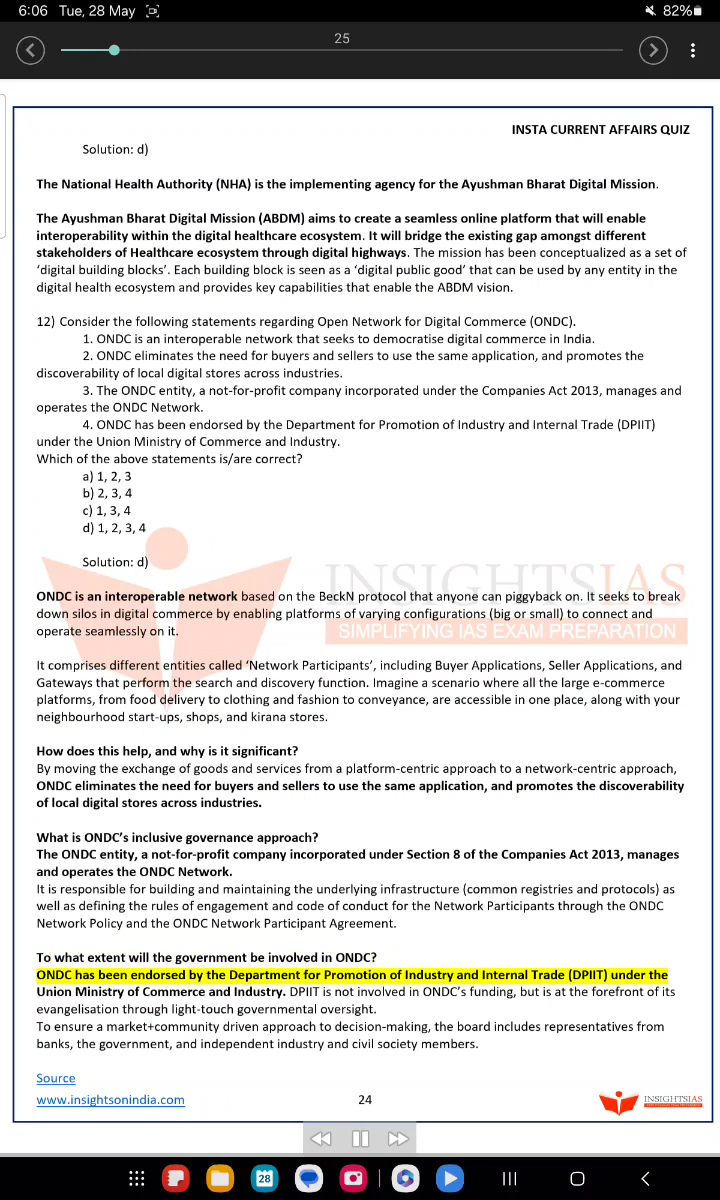 6:06 Tue, 28 May
82%
25
INSTA CURRENT AFFAIRS QUIZ
Solution: d)
The National Health Authority (NHA) is the implementing agency for the Ayushman Bharat Digital Mission.
The Ayushman Bharat Digital Mission (ABDM) aims to create a seamless online platform that will enable
interoperability within the digital healthcare ecosystem. It will bridge the existing gap amongst different
stakeholders of Healthcare ecosystem through digital highways. The mission has been conceptualized as a set of
‘digital building blocks’. Each building block is seen as a ‘digital public good’ that can be used by any entity in the
digital health ecosystem and provides key capabilities that enable the ABDM vision.
12) Consider the following statements regarding Open Network for Digital Commerce (ONDC).
1. ONDC is an interoperable network that seeks to democratise digital commerce in India.
2. ONDC eliminates the need for buyers and sellers to use the same application, and promotes the
discoverability of local digital stores across industries.
3. The ONDC entity, a not-for-profit company incorporated under the Companies Act 2013, manages and
operates the ONDC Network.
4. ONDC has been endorsed by the Department for Promotion of Industry and Internal Trade (DPIIT)
under the Union Ministry of Commerce and Industry.
Which of the above statements is/are correct?
a) 1, 2, 3
b) 2, 3, 4
c) 1, 3, 4
d) 1, 2, 3, 4
Solution: d)
INSIGHTSIAS
SIMPLIFYING IAS EXAM PREPARATION
ONDC is an interoperable network based on the BeckN protocol that anyone can piggyback on. It seeks to break
down silos in digital commerce by enabling platforms of varying configurations (big or small) to connect and
operate seamlessly on it.
It comprises different entities called ‘Network Participants’, including Buyer Applications, Seller Applications, and
Gateways that perform the search and discovery function. Imagine a scenario where all the large e-commerce
platforms, from food delivery to clothing and fashion to conveyance, are accessible in one place, along with your
neighbourhood start-ups, shops, and kirana stores.
How does this help, and why is it significant?
By moving the exchange of goods and services from a platform-centric approach to a network-centric approach,
ONDC eliminates the need for buyers and sellers to use the same application, and promotes the discoverability
of local digital stores across industries.
What is ONDC’s inclusive governance approach?
The ONDC entity, a not-for-profit company incorporated under Section 8 of the Companies Act 2013, manages
and operates the ONDC Network.
It is responsible for building and maintaining the underlying infrastructure (common registries and protocols) as
well as defining the rules of engagement and code of conduct for the Network Participants through the ONDC
Network Policy and the ONDC Network Participant Agreement.
To what extent will the government be involved in ONDC?
ONDC has been endorsed by the Department for Promotion of Industry and Internal Trade (DPIIT) under the
Union Ministry of Commerce and Industry. DPIIT is not involved in ONDC’s funding, but is at the forefront of its
evangelisation through light-touch governmental oversight.
To ensure a market+community driven approach to decision-making, the board includes representatives from
banks, the government, and independent industry and civil society members.
Source
www.insightsonindia.com
24
INSIGHTSIAS
28